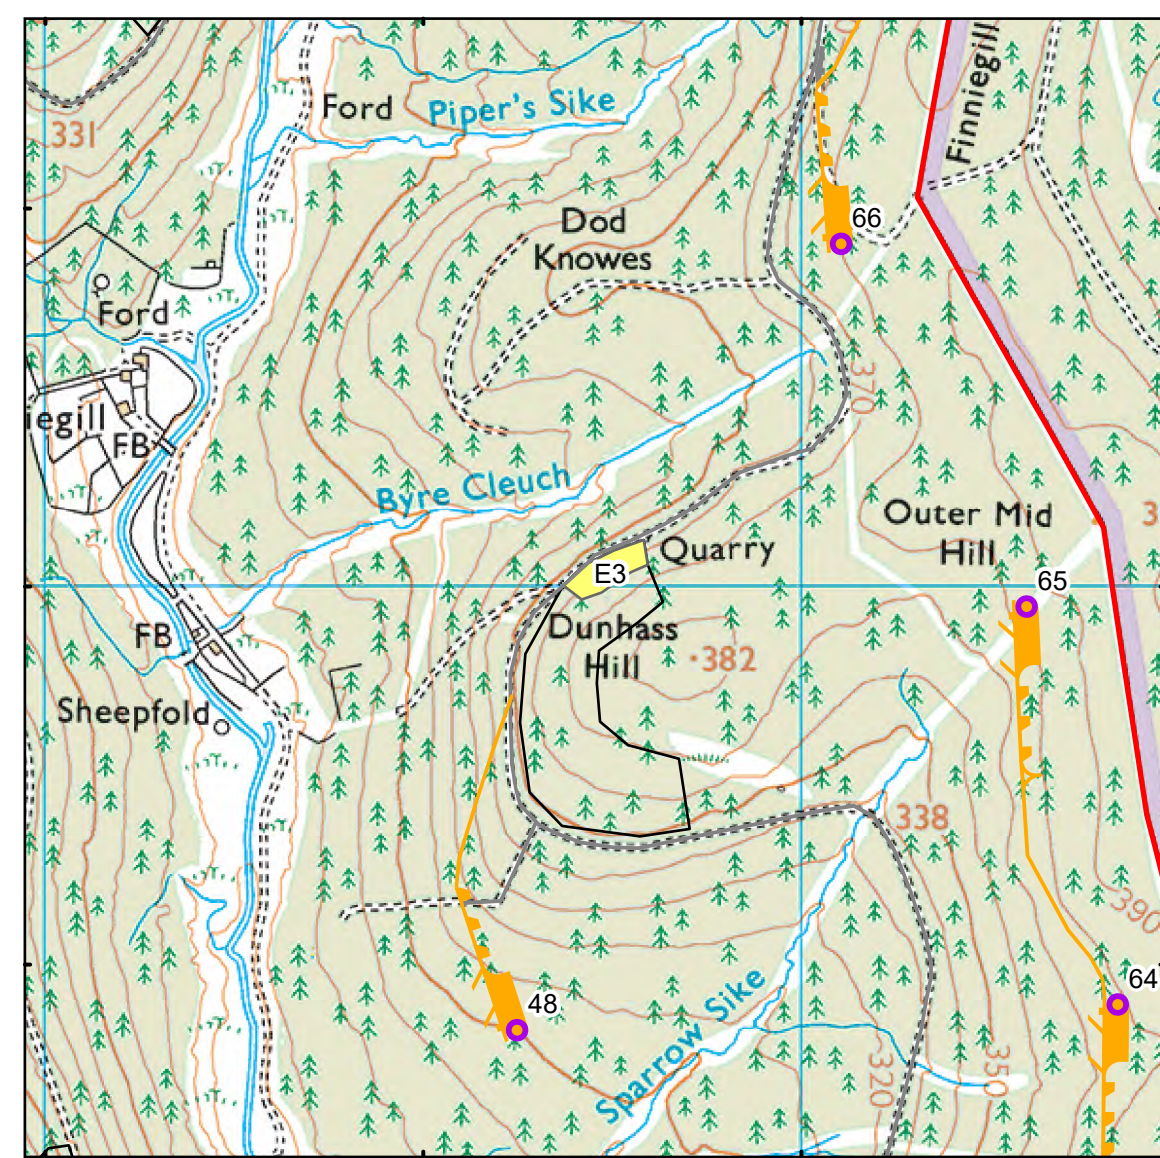 Finniegill
Ford
Piper's Sike
331
66
Dod
Knowes
Ford
370
iegill
FB
Byre Cleuch
Outer Mid
Hill
3
Quarry
E3
65
FB
Dunhass
Hill
·382
Sheepfold
338
390
48
64
Sparrow Sike
320
350